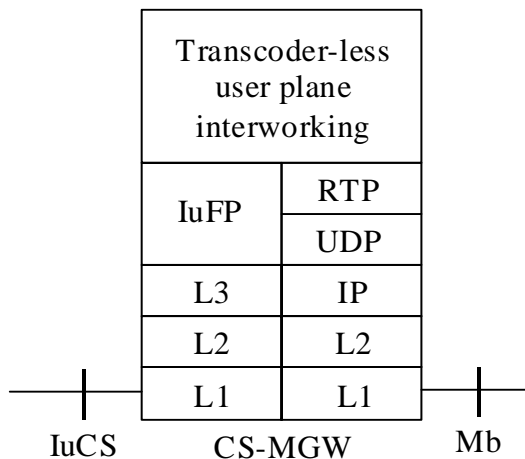 Transcoder-less
user plane
interworking
IuFP
RTP
UDP
L3
IP
L2
L2
L1
L1
IuCS
CS-MGW
Mb